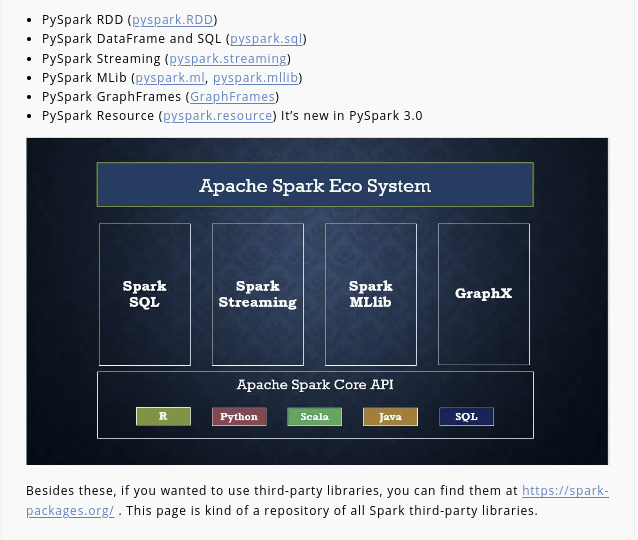 PySpark RDD (pyspark.RDD)
PySpark DataFrame and SQL (pyspark.sql)
PySpark Streaming (pyspark.streaming)
PySpark MLib (pyspark.ml, pyspark.mllib)
PySpark GraphFrames (GraphFrames)
PySpark Resource (pyspark.resource) It’s new in PySpark 3.0
Apache Spark Eco System
Spark
SQL
Spark
Streaming
Spark
MLlib
GraphX
Apache Spark Core API
R
Python
Scala
Java
SQL
Besides these, if you wanted to use third-party libraries, you can find them at https://spark-
packages.org/ . This page is kind of a repository of all Spark third-party libraries.